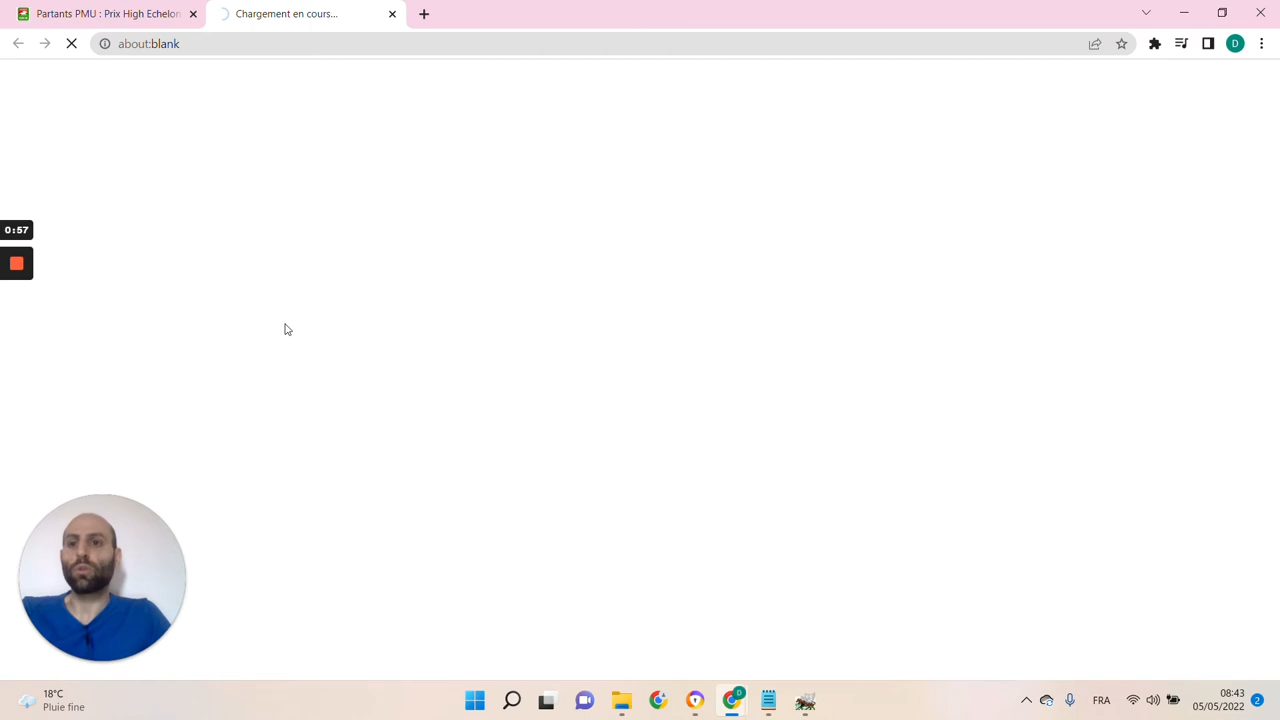 Partants PMU : Prix High Echelon
Chargement en cours...
about:blank
D
0:57
D
18°C
Pluie fine
FRA
08:43
05/05/2022
2